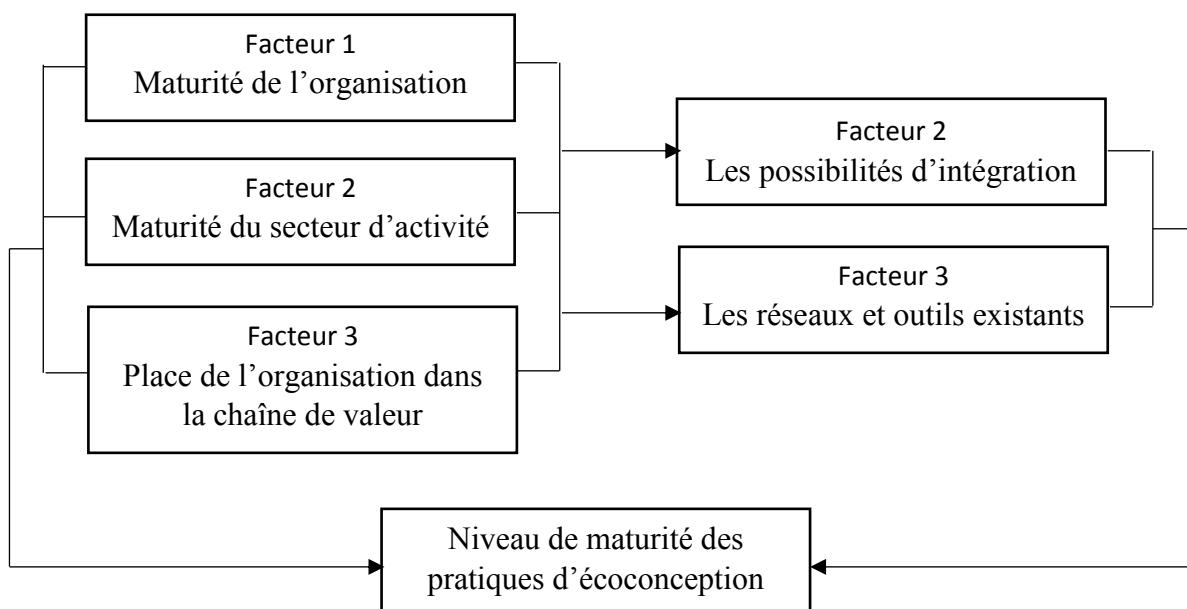 Facteur 1
Maturité de l’organisation
Facteur 2
Maturité du secteur d’activité
Facteur 3
Place de l’organisation dans
la chaîne de valeur
Facteur 2
Les possibilités d’intégration
Facteur 3
Les réseaux et outils existants
Niveau de maturité des
pratiques d’écoconception